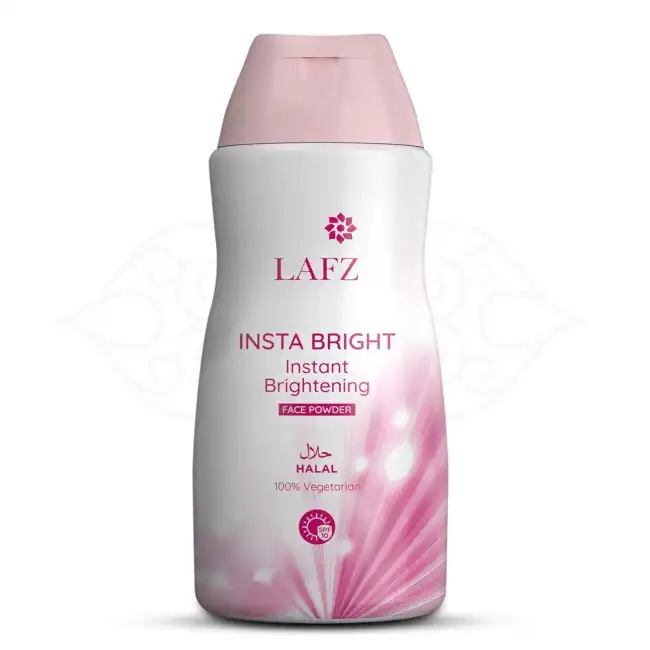 LAFZ
INSTA BRIGHT
Instant
Brightening
FACE POWDER
حلال
HALAL
100% Vegetarian
SPF
10